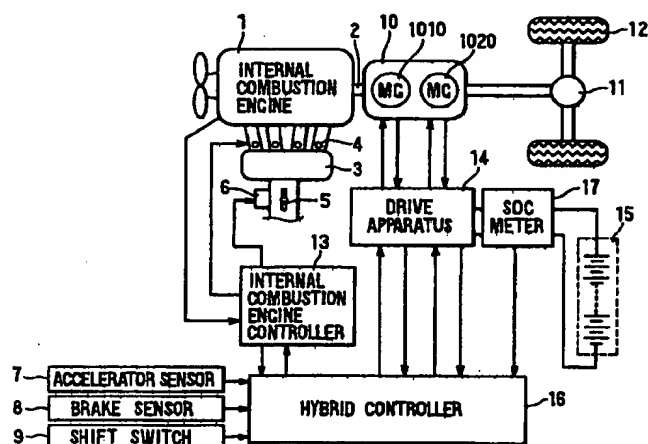 1
2
10
1010
1020
12
INTERNAL
COMBUSTION
ENGINE
MG
MG
11
4
3
14
17
6
5
DRIVE
APPARATUS
SOC
METER
15
13
INTERNAL
COMBUSTION
ENGINE
CONTROLLER
7
ACCELERATOR SENSOR
8
BRAKE SENSOR
9
SHIFT SWITCH
HYBRID CONTROLLER
16